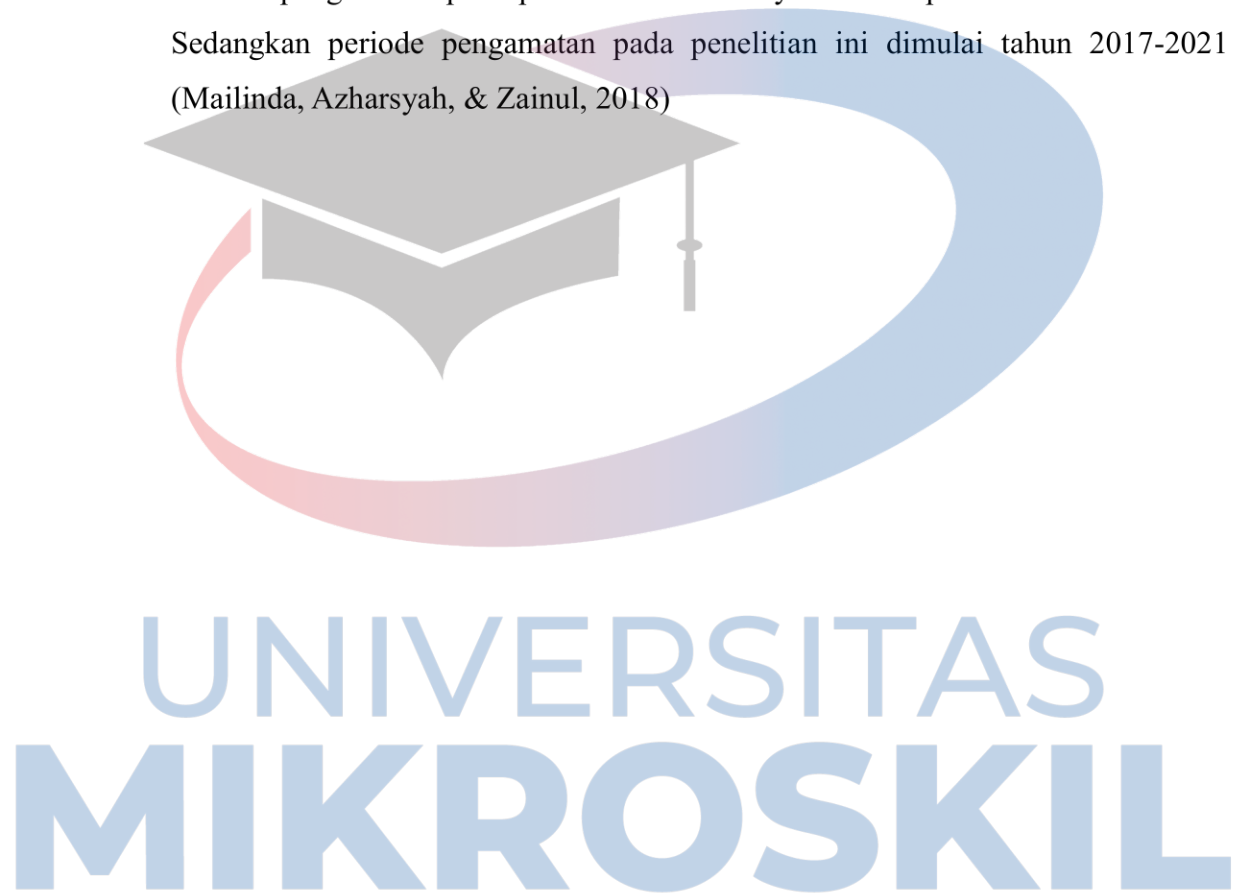 Sedangkan periode pengamatan pada penelitian ini dimulai tahun 2017-2021
(Mailinda, Azharsyah, & Zainul, 2018)
UNIVERSITAS
MIKROSKIL